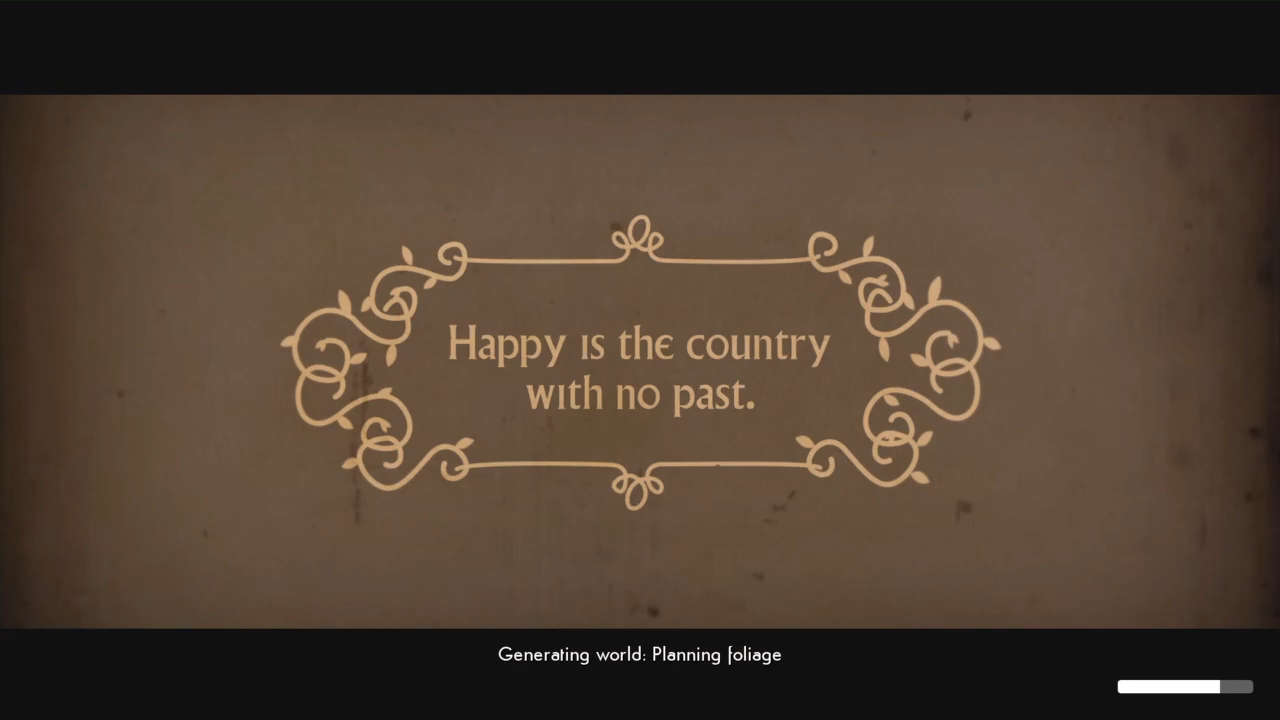 Happy is the country
with no past.
Generating world: Planning foliage